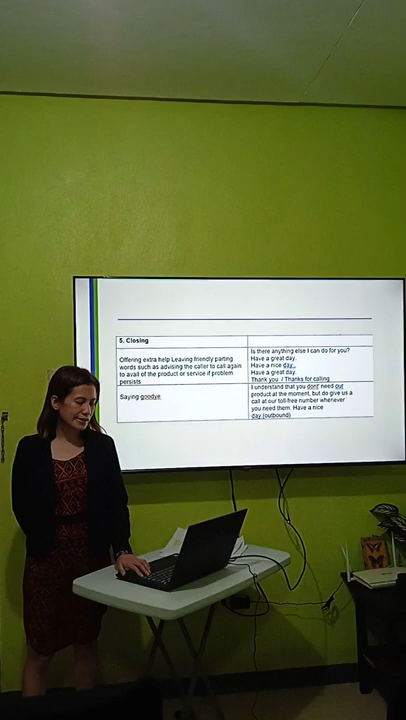 5. Closing
Offering extra help Leaving friendly parting
words such as advising the caller to call again
to avail of the product or service if problem
persists
Is there anything else I can do for you?
Have a great day.
Have a nice day..
Have a great day.
Thank you / Thanks for calling
Saying goodye
I understand that you dont' need our
product at the moment, but do give us a
call at our toll-free number whenever
you need them. Have a nice
day.(outbound)